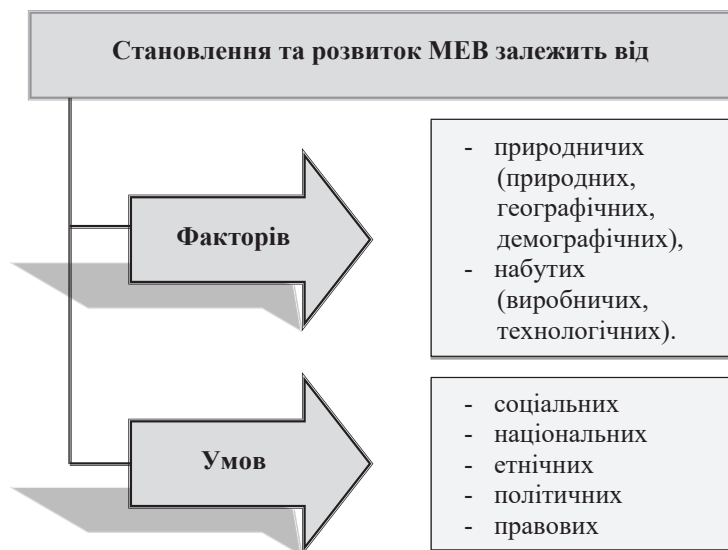 Становлення та розвиток МЕВ залежить від
Факторів
- природничих
(природних,
географічних,
демографічних),
- набутих
(виробничих,
технологічних).
Умов
- соціальних
- національних
- етнічних
- політичних
- правових